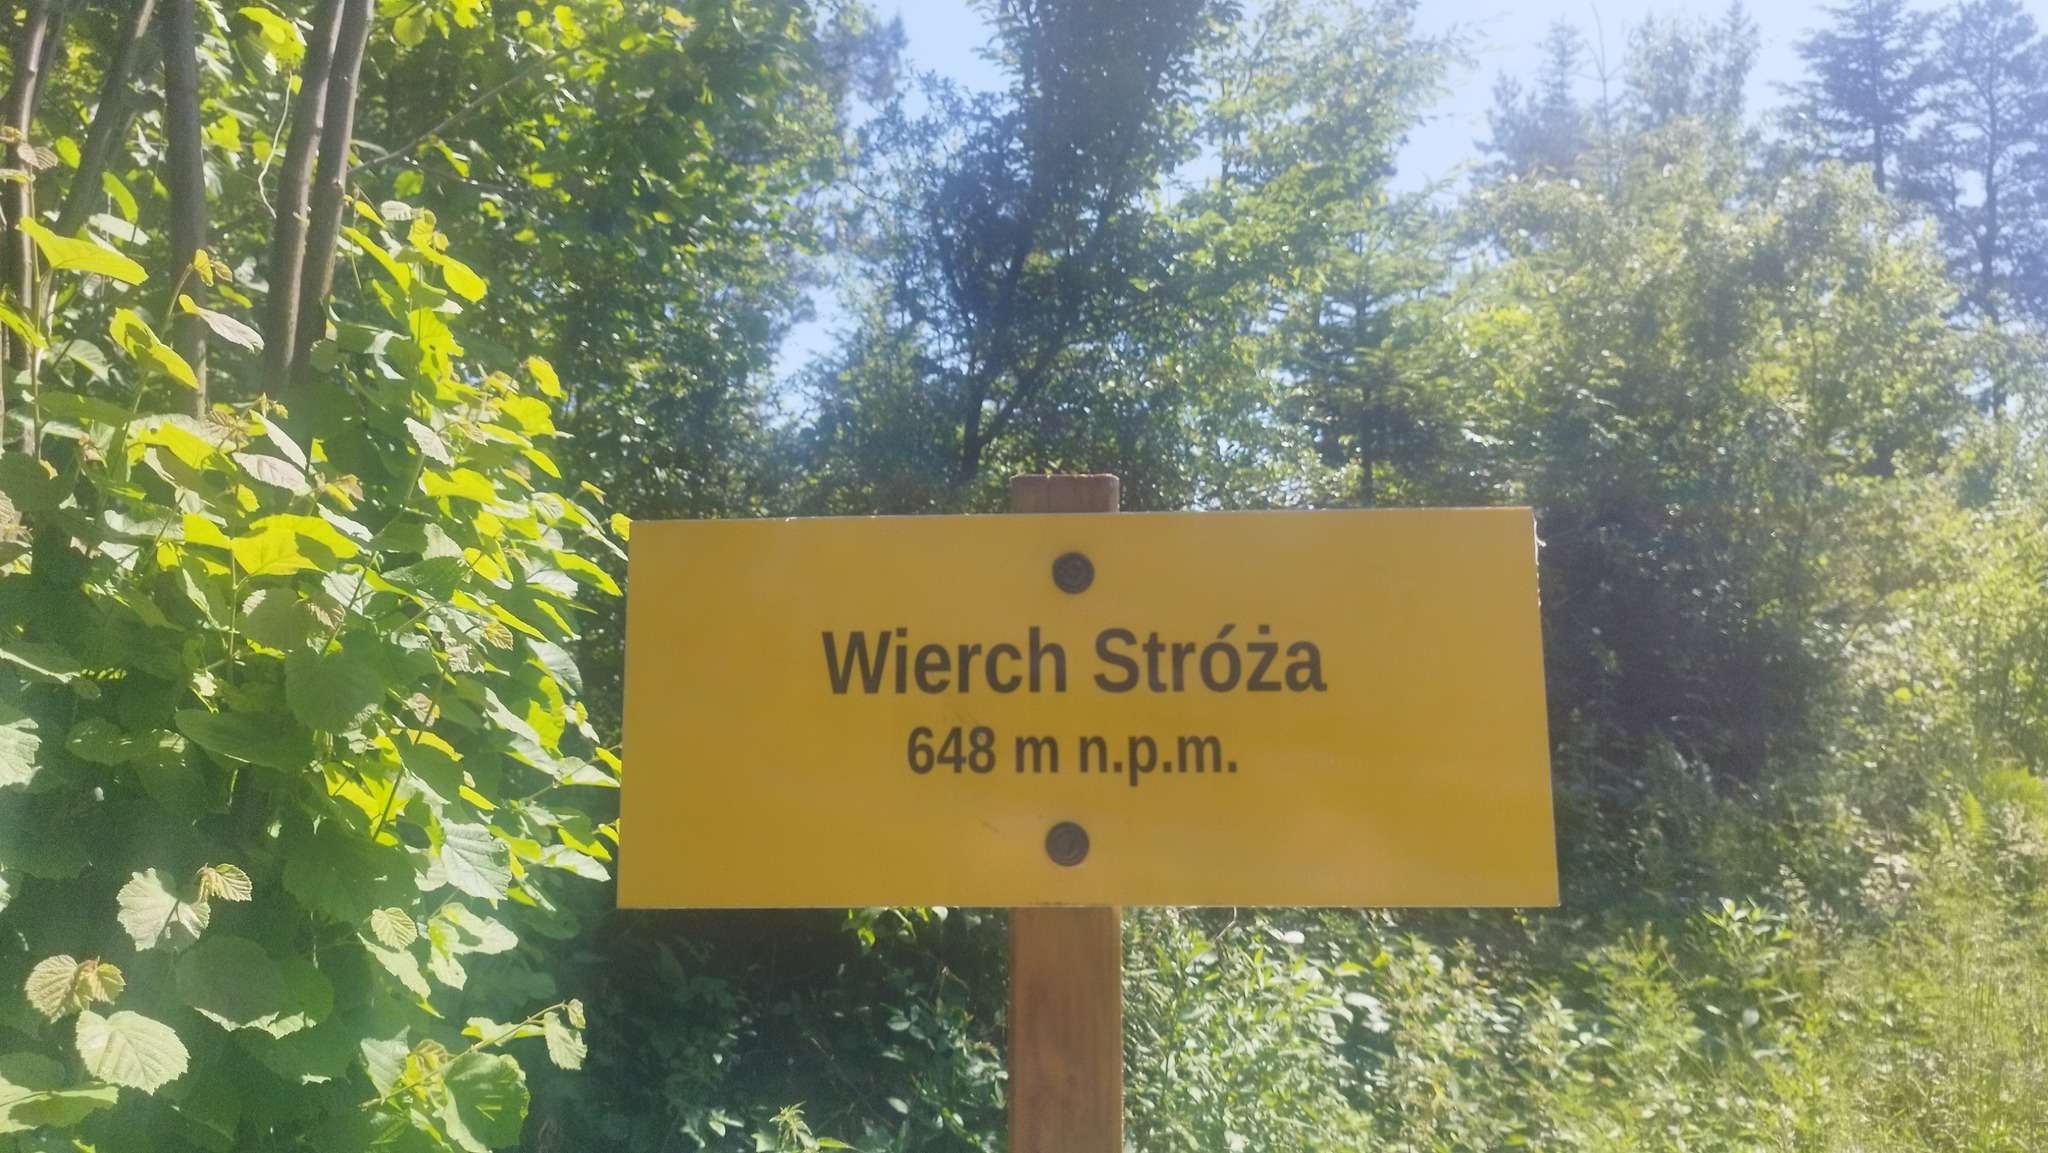 Wierch Stróża
648 m n.p.m.